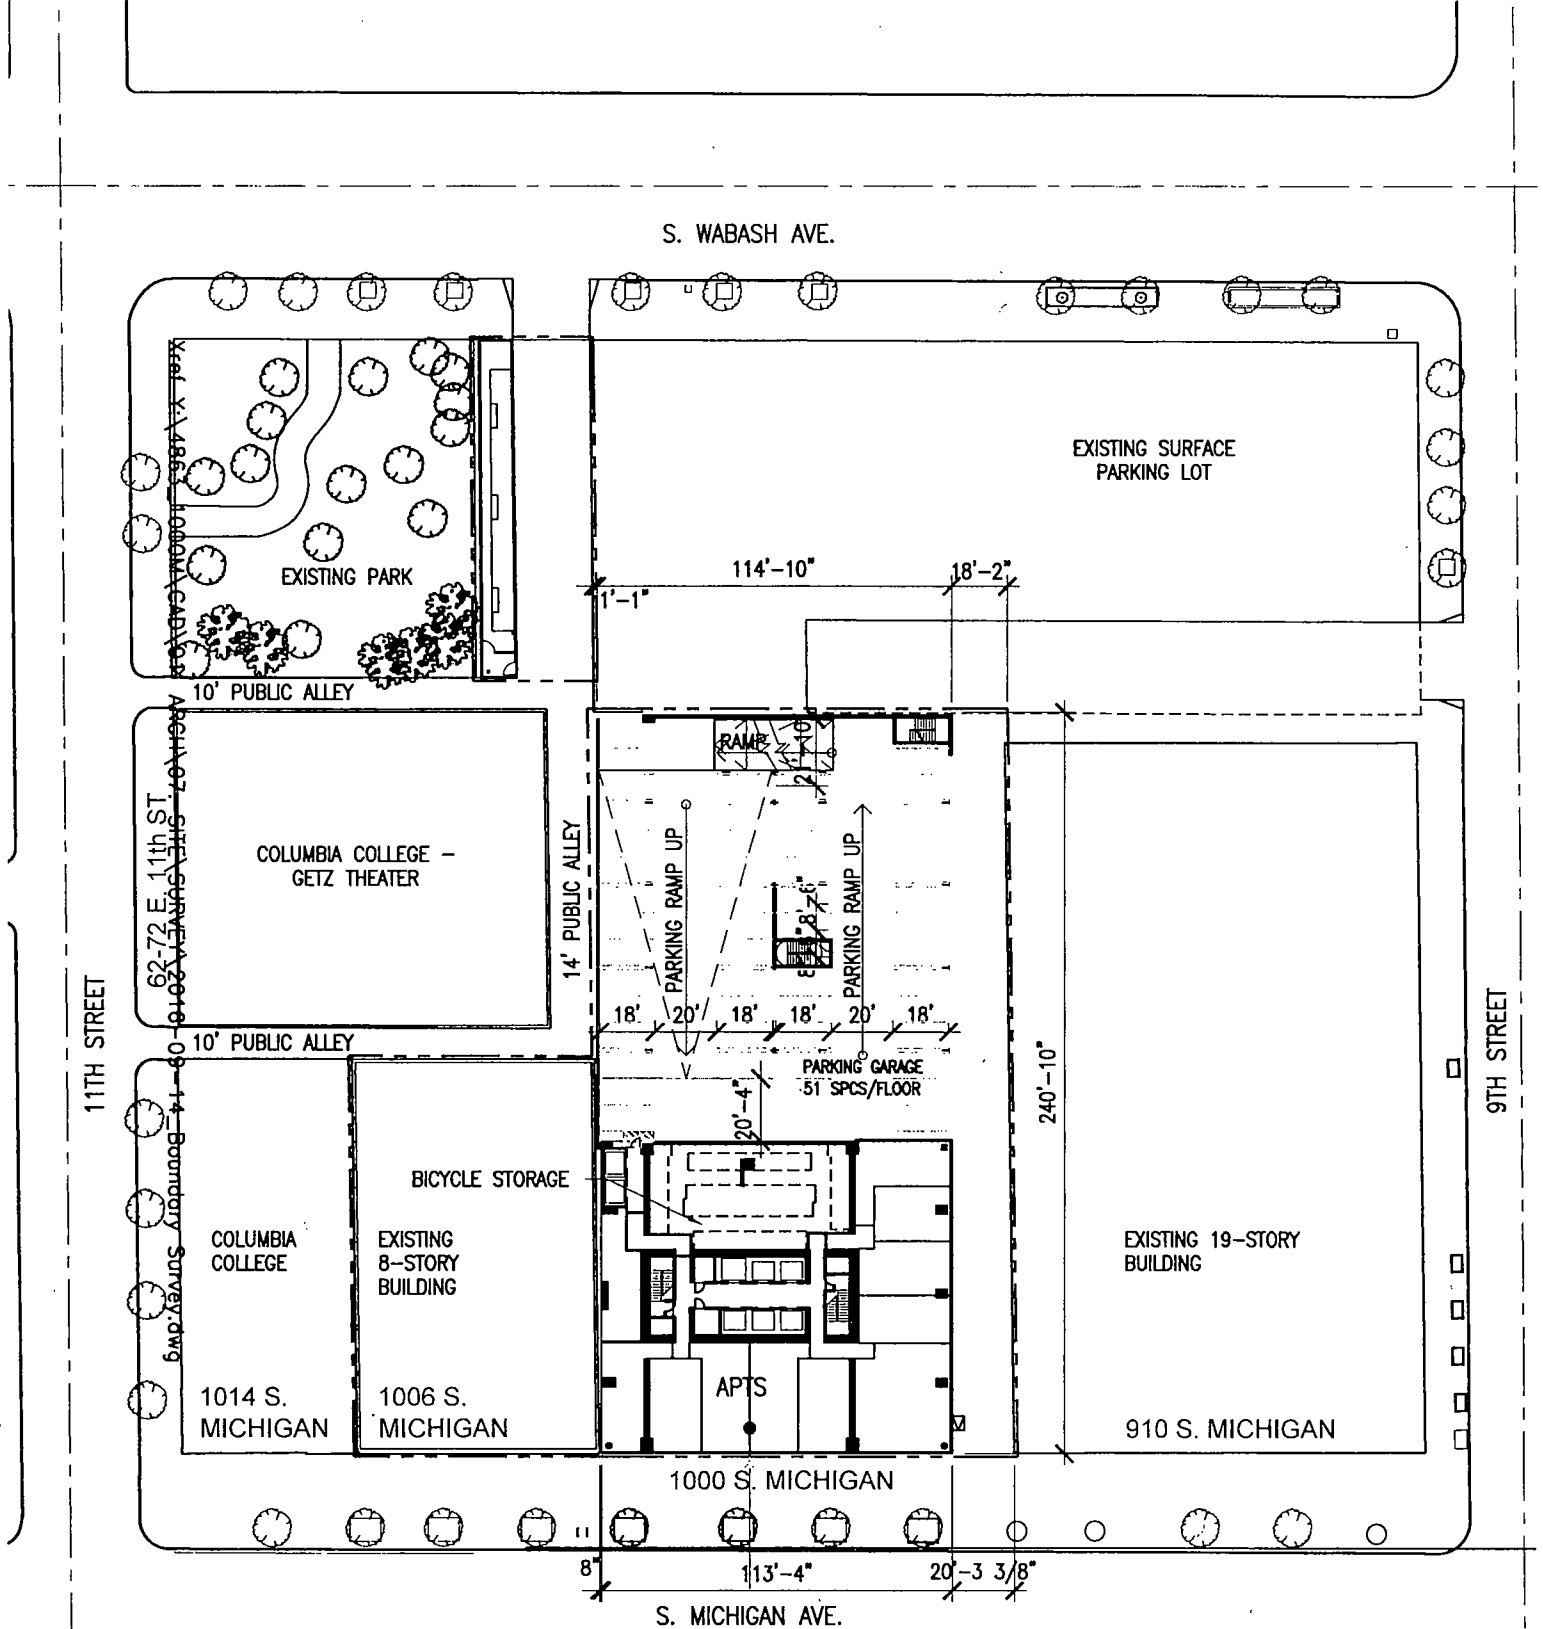 S. WABASH AVE.
EXISTING SURFACE
PARKING LOT
EXISTING PARK
114'-10"
18'-2"
1'-1"
10' PUBLIC ALLEY
RAMP
21'-10"
COLUMBIA COLLEGE -
GETZ THEATER
14' PUBLIC ALLEY
PARKING RAMP UP
PARKING RAMP UP
8'-6"
62-72 E. 11th ST.
18'
20'
18'
18'
20'
18'
11TH STREET
9TH STREET
10' PUBLIC ALLEY
PARKING GARAGE
51 SPCS/FLOOR
240'-10"
20'-4"
BICYCLE STORAGE
COLUMBIA
COLLEGE
EXISTING
8-STORY
BUILDING
EXISTING 19-STORY
BUILDING
APTS
1014 S.
MICHIGAN
1006 S.
MICHIGAN
910 S. MICHIGAN
1000 S. MICHIGAN
8"
113'-4"
20'-3 3/8"
S. MICHIGAN AVE.